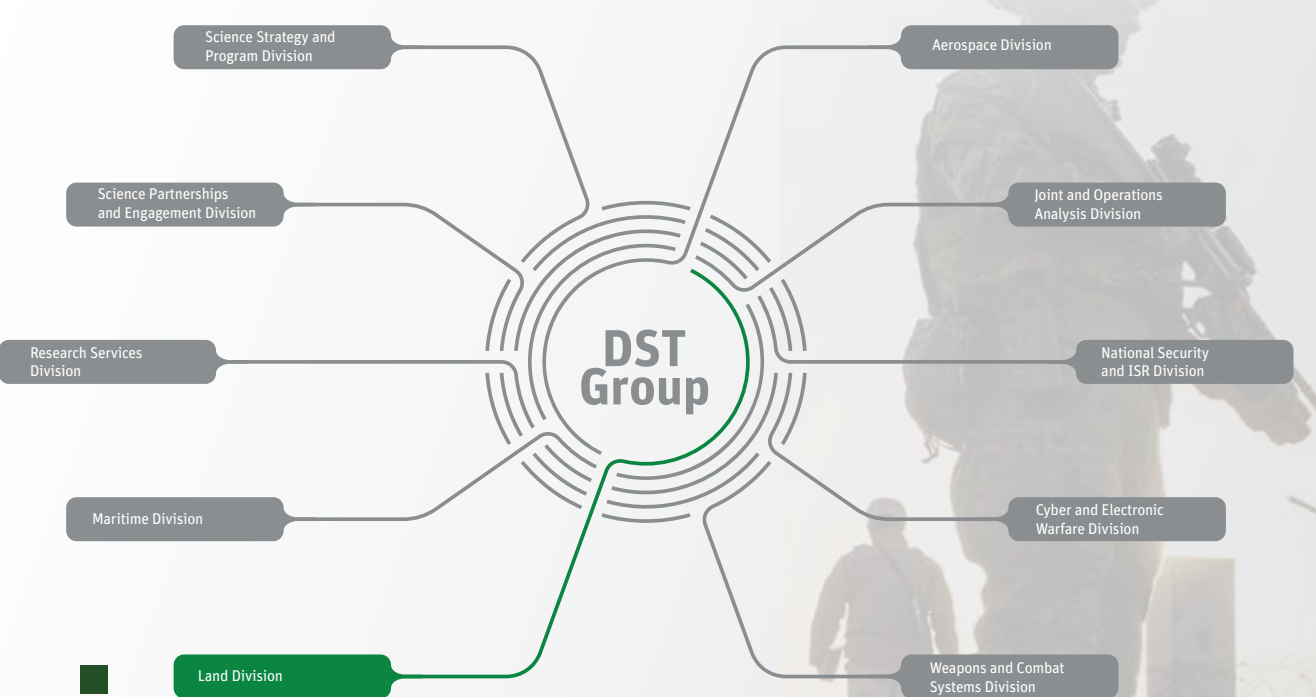 Science Strategy and
Program Division
Aerospace Division
Science Partnerships
and Engagement Division
Joint and Operations
Analysis Division
DST
Group
Research Services
Division
National Security
and ISR Division
Maritime Division
Cyber and Electronic
Warfare Division
Land Division
Weapons and Combat
Systems Division